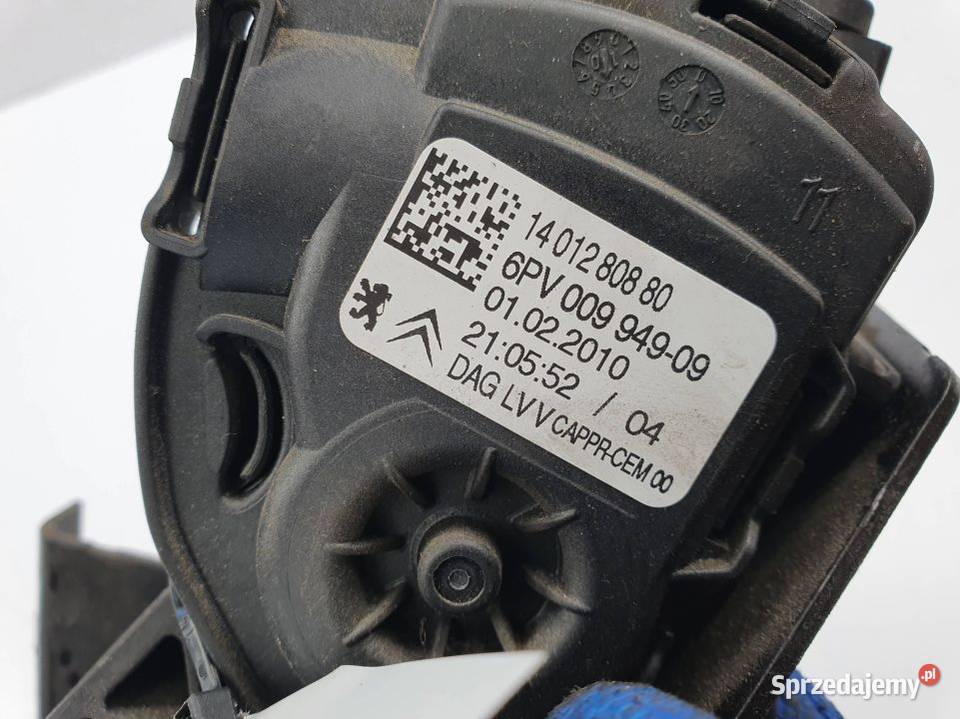 14 012 808 80
6PV 009 949-09
01.02.2010
21:05:52 / 04
DAG LV V CAPPR-CEM 00
11
Sprzedajemy.pl